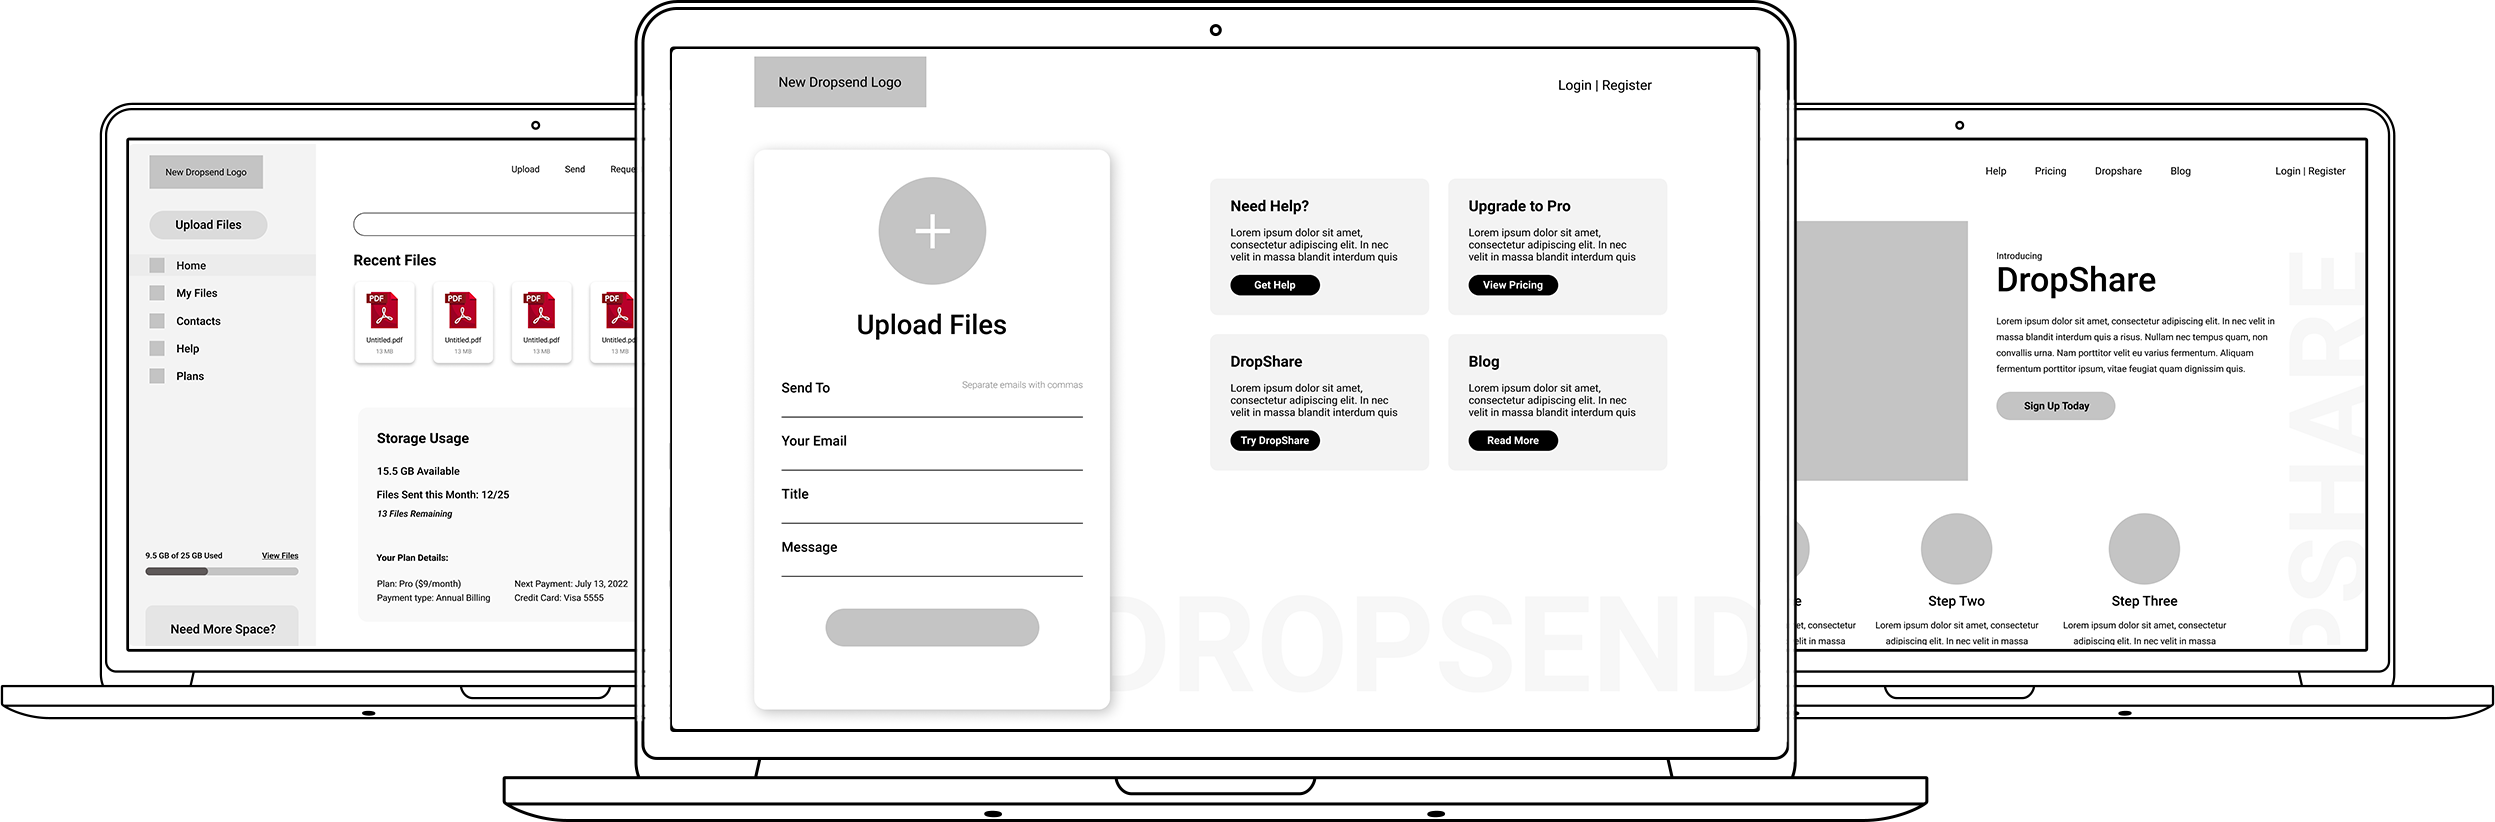 New Dropsend Logo
Upload Files
Home
My Files
Contacts
Help
Plans
9.5 GB of 25 GB Used
View Files
Need More Space?
Upload
Send
Reque
Recent Files
PDF
PDF
PDF
PDF
Untitled.pdf
Untitled.pdf
Untitled.pdf
Untitled.pdf
13 MB
13 MB
13 MB
13 MB
Storage Usage
15.5 GB Available
Files Sent this Month: 12/25
13 Files Remaining
Your Plan Details:
Plan: Pro ($9/month)
Payment type: Annual Billing
Next Payment: July 13, 2022
Credit Card: Visa 5555
New Dropsend Logo
Login | Register
Upload Files
Send To
Separate emails with commas
Your Email
Title
Message
Need Help?
Lorem ipsum dolor sit amet,
consectetur adipiscing elit. In nec
velit in massa blandit interdum quis
Get Help
Upgrade to Pro
Lorem ipsum dolor sit amet,
consectetur adipiscing elit. In nec
velit in massa blandit interdum quis
View Pricing
DropShare
Lorem ipsum dolor sit amet,
consectetur adipiscing elit. In nec
velit in massa blandit interdum quis
Try DropShare
Blog
Lorem ipsum dolor sit amet,
consectetur adipiscing elit. In nec
velit in massa blandit interdum quis
Read More
DROPSEND
Help
Pricing
Dropshare
Blog
Login | Register
Introducing
DropShare
Lorem ipsum dolor sit amet, consectetur adipiscing elit. In nec velit in
massa blandit interdum quis a risus. Nullam nec tempus quam, non
convallis urna. Nam porttitor velit eu varius fermentum. Aliquam
fermentum porttitor ipsum, vitae feugiat quam dignissim quis.
Sign Up Today
PSHARE
e
et, consectetur
elit in massa
Step Two
Lorem ipsum dolor sit amet, consectetur
adipiscing elit. In nec velit in massa
Step Three
Lorem ipsum dolor sit amet, consectetur
adipiscing elit. In nec velit in massa